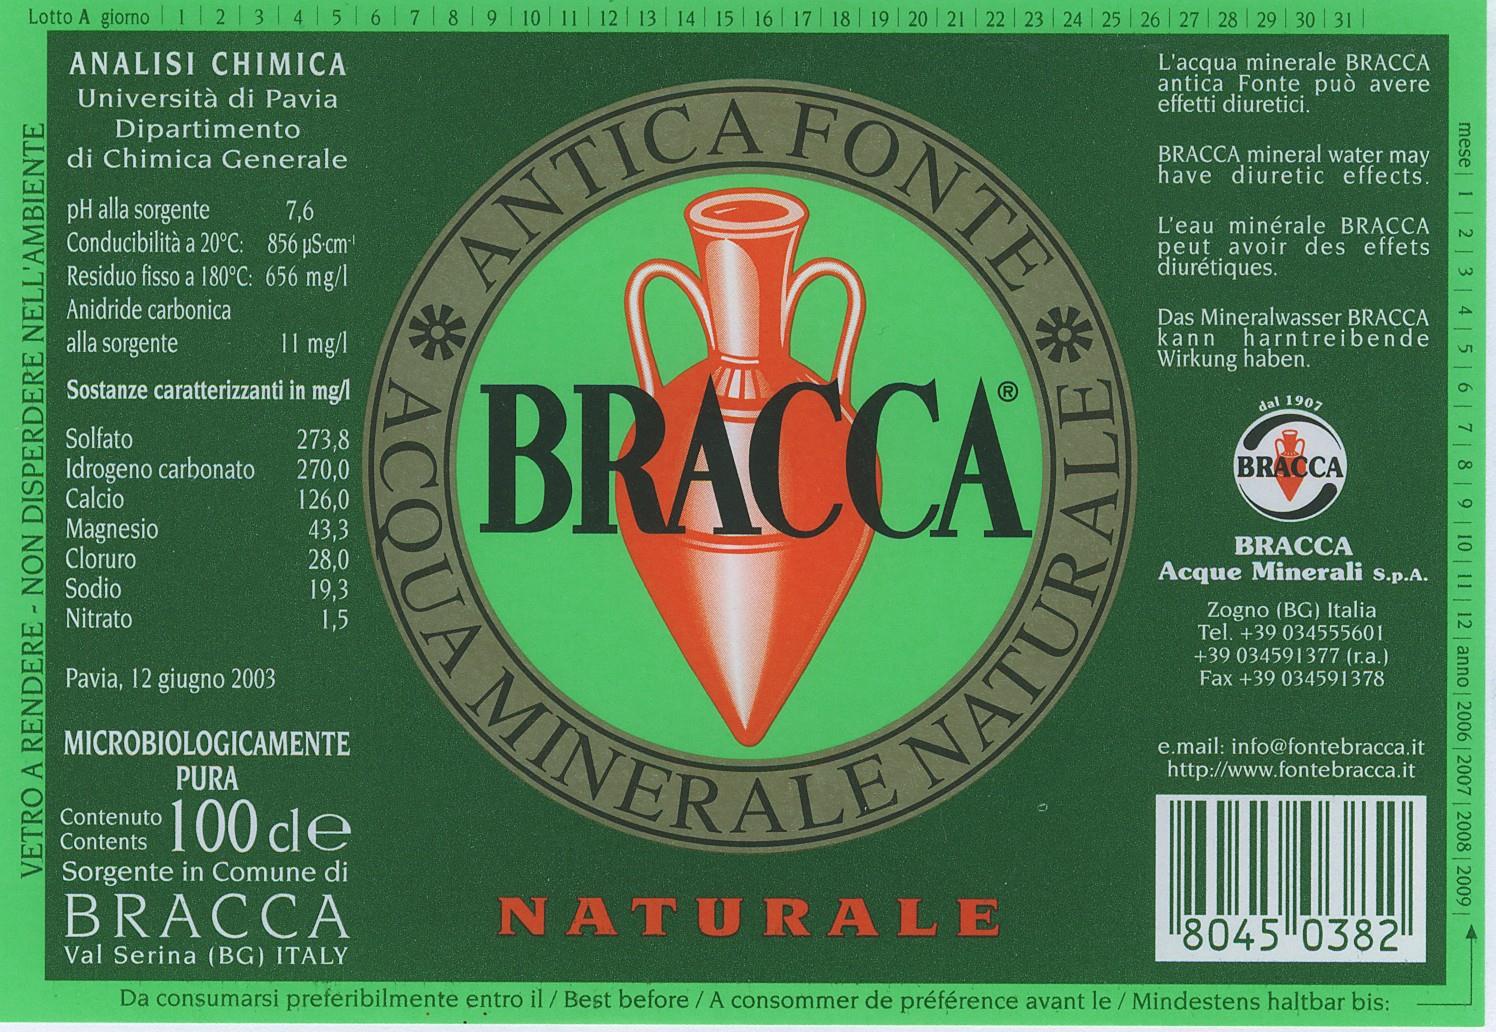 Lotto A giorno | 1 | 2 | 3 | 4 | 5 | 6 | 7 | 8 | 9 | 10 | 11 | 12 | 13 | 14 | 15 | 16 | 17 | 18 | 19 | 20 | 21 | 22 | 23 | 24 | 25 | 26 | 27 | 28 | 29 | 30 | 31 |
VETRO A RENDERE - NON DISPERDERE NELL'AMBIENTE
ANALISI CHIMICA
Università di Pavia
Dipartimento
di Chimica Generale
pH alla sorgente 7,6
Conducibilità a 20°C: 856 µS·cm⁻¹
Residuo fisso a 180°C: 656 mg/l
Anidride carbonica
alla sorgente 11 mg/l
Sostanze caratterizzanti in mg/l
Solfato 273,8
Idrogeno carbonato 270,0
Calcio 126,0
Magnesio 43,3
Cloruro 28,0
Sodio 19,3
Nitrato 1,5
Pavia, 12 giugno 2003
MICROBIOLOGICAMENTE
PURA
Contenuto
Contents
100 cl e
Sorgente in Comune di
BRACCA
Val Serina (BG) ITALY
ANTICA FONTE
BRACCA®
ACQUA MINERALE NATURALE
NATURALE
L'acqua minerale BRACCA
antica Fonte può avere
effetti diuretici.
BRACCA mineral water may
have diuretic effects.
L'eau minérale BRACCA
peut avoir des effets
diurétiques.
Das Mineralwasser BRACCA
kann harntreibende
Wirkung haben.
dal 1907
BRACCA
BRACCA
Acque Minerali S.p.A.
Zogno (BG) Italia
Tel. +39 034555601
+39 034591377 (r.a.)
Fax +39 034591378
e.mail: info@fontebracca.it
http://www.fontebracca.it
8045 0382
mese | 1 | 2 | 3 | 4 | 5 | 6 | 7 | 8 | 9 | 10 | 11 | 12 | anno | 2006 | 2007 | 2008 | 2009 |
Da consumarsi preferibilmente entro il / Best before / A consommer de préférence avant le / Mindestens haltbar bis: